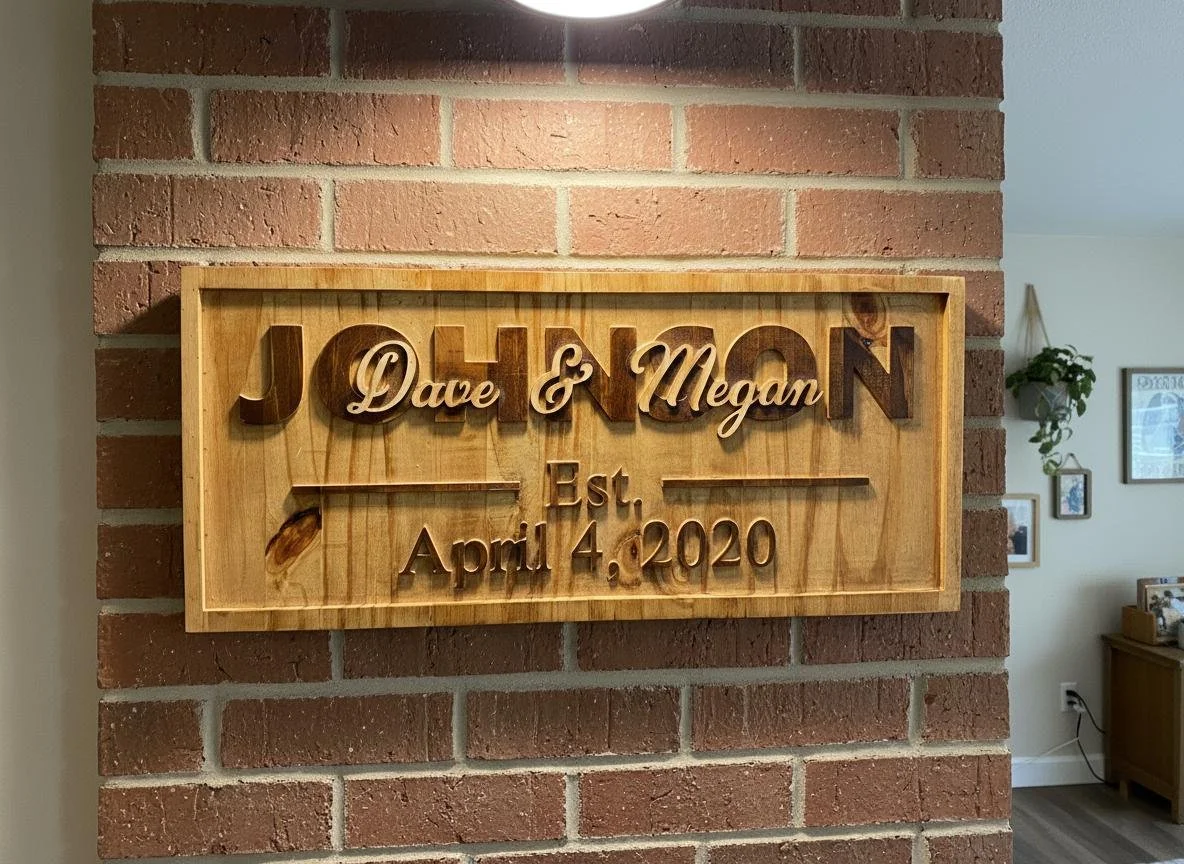 JOHNSON
Dave & Megan
Est.
April 4, 2020